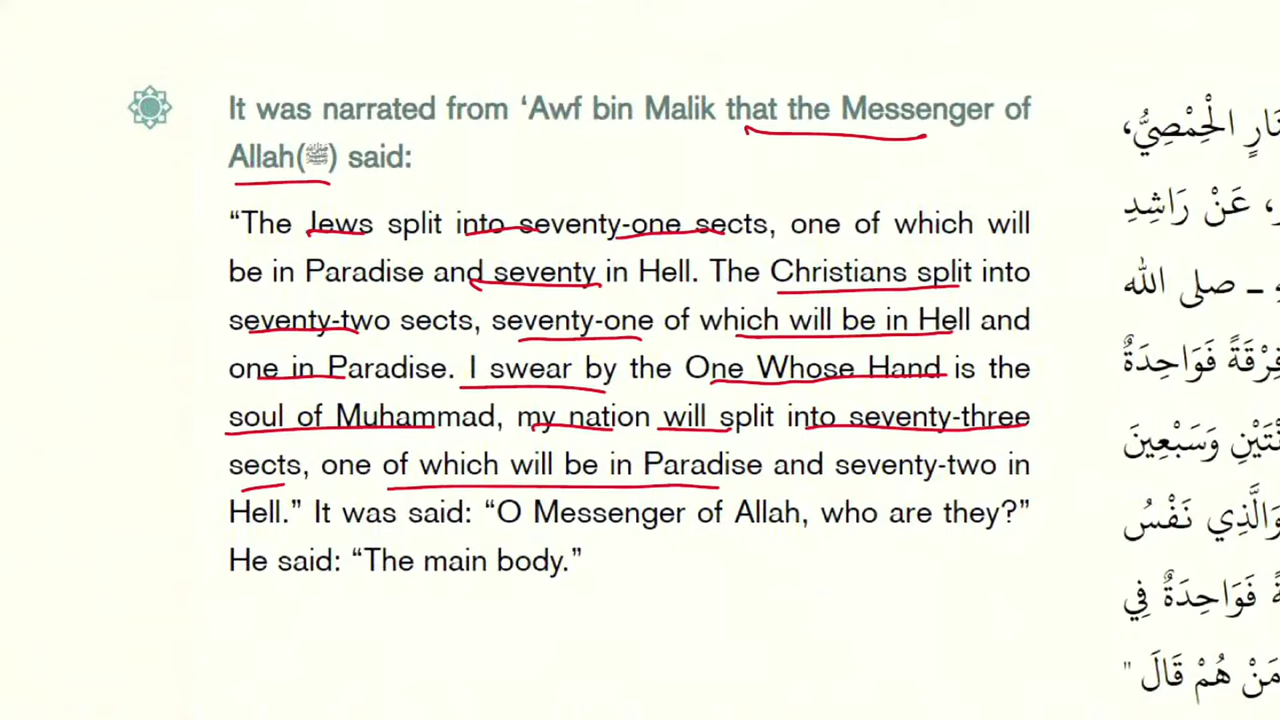 It was narrated from ‘Awf bin Malik that the Messenger of
Allah(ﷺ) said:
“The Jews split into seventy-one sects, one of which will
be in Paradise and seventy in Hell. The Christians split into
seventy-two sects, seventy-one of which will be in Hell and
one in Paradise. I swear by the One Whose Hand is the
soul of Muhammad, my nation will split into seventy-three
sects, one of which will be in Paradise and seventy-two in
Hell.” It was said: “O Messenger of Allah, who are they?”
He said: “The main body.”
الْحِمْصِيُّ،
، عَنْ رَاشِدِ
ـ صلى الله
فِرْقَةً فَوَاحِدَةٌ
وَسَبْعِينَ
وَالَّذِي نَفْسُ
فَوَاحِدَةٌ فِي
مَنْ هُمْ قَالَ "